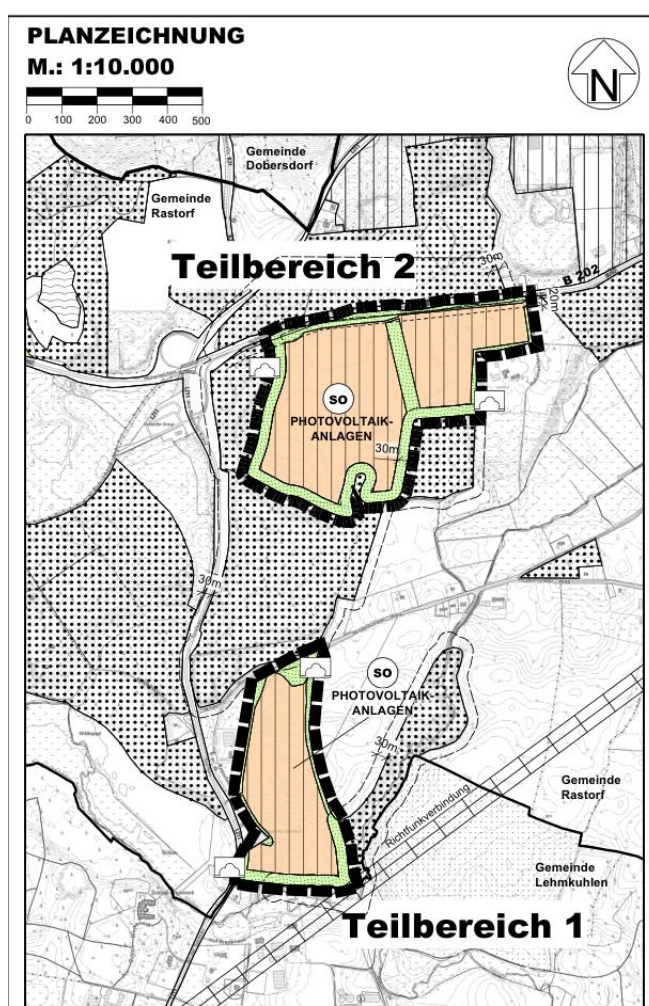 PLANZEICHNUNG
M.: 1:10.000
N
0 100 200 300 400 500
Gemeinde
Dobersdorf
Gemeinde
Rastorf
Teilbereich 2
30m
B 202
20m
SO
PHOTOVOLTAIK-
ANLAGEN
30m
30m
SO
PHOTOVOLTAIK-
ANLAGEN
30m
Gemeinde
Rastorf
Richtfunkverbindung
Gemeinde
Lehmkuhlen
Teilbereich 1